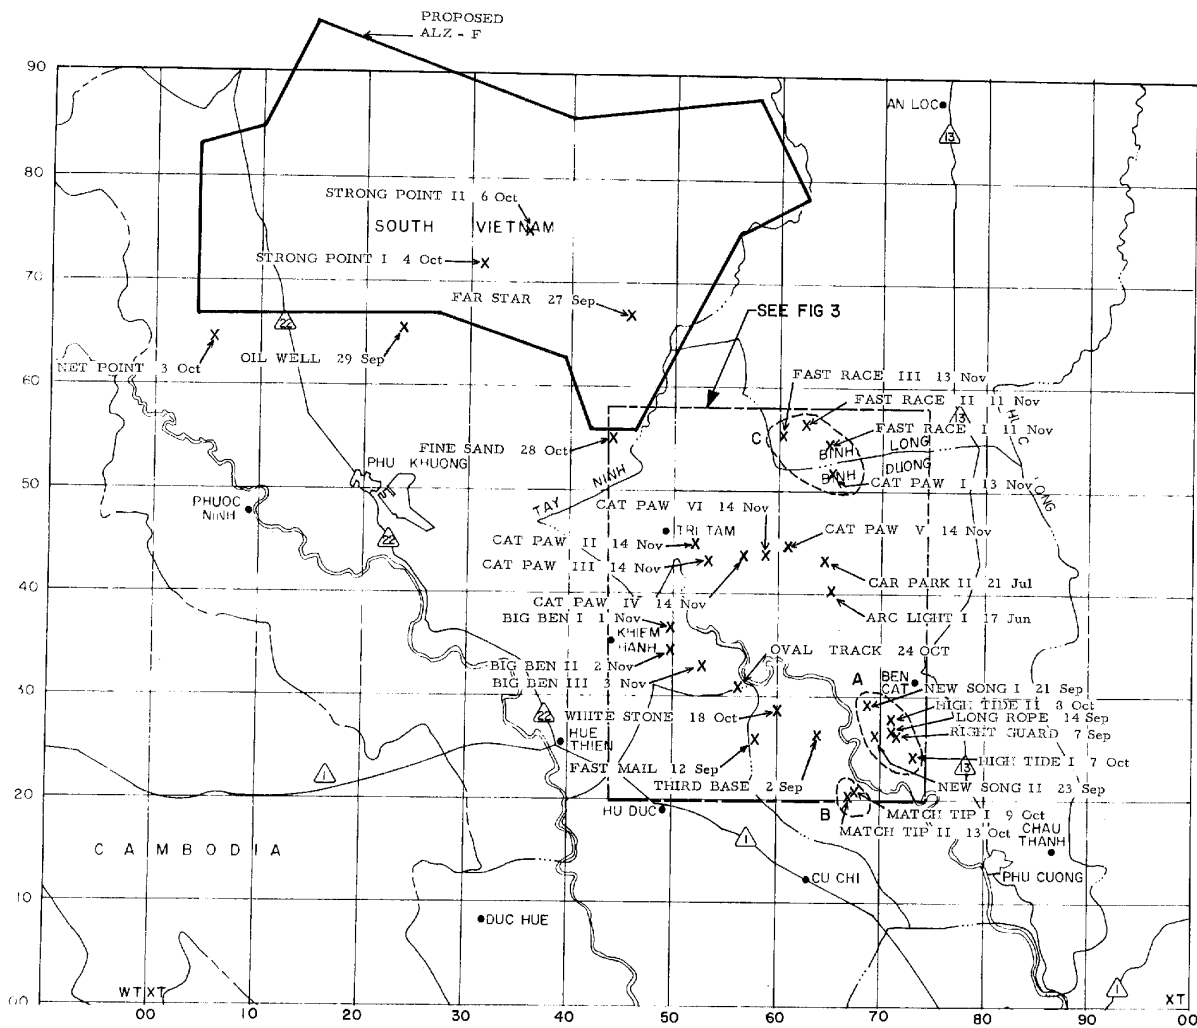 PROPOSED
ALZ - F
90
AN LOC
13
80
STRONG POINT II 6 Oct
SOUTH VIETNAM
STRONG POINT I 4 Oct
70
FAR STAR 27 Sep
SEE FIG 3
22
OIL WELL 29 Sep
NET POINT 3 Oct
60
FAST RACE III 13 Nov
FAST RACE II 11 Nov
13
C
FAST RACE I 11 Nov
FINE SAND 28 Oct
BINH LONG
BINH DUONG
PHU KHUONG
TAY NINH
CAT PAW I 13 Nov
50
PHUOC
NINH
CAT PAW VI 14 Nov
TRI TAM
CAT PAW V 14 Nov
22
CAT PAW II 14 Nov
CAT PAW III 14 Nov
CAR PARK II 21 Jul
40
CAT PAW IV 14 Nov
BIG BEN I 1 Nov
ARC LIGHT I 17 Jun
KHIEM
HANH
OVAL TRACK 24 OCT
BIG BEN II 2 Nov
BIG BEN III 3 Nov
A
BEN
CAT
NEW SONG I 21 Sep
30
HIGH TIDE II 8 Oct
WHITE STONE 18 Oct
LONG ROPE 14 Sep
22
RIGHT GUARD 7 Sep
HUE
THIEN
HIGH TIDE I 7 Oct
FAST MAIL 12 Sep
13
1
THIRD BASE 2 Sep
NEW SONG II 23 Sep
20
HU DUC
B
MATCH TIP I 9 Oct
MATCH TIP II 13 Oct
CHAU
THANH
1
CAMBODIA
CU CHI
PHU CUONG
10
DUC HUE
00
WT XT
1
XT
00 10 20 30 40 50 60 70 80 90 00